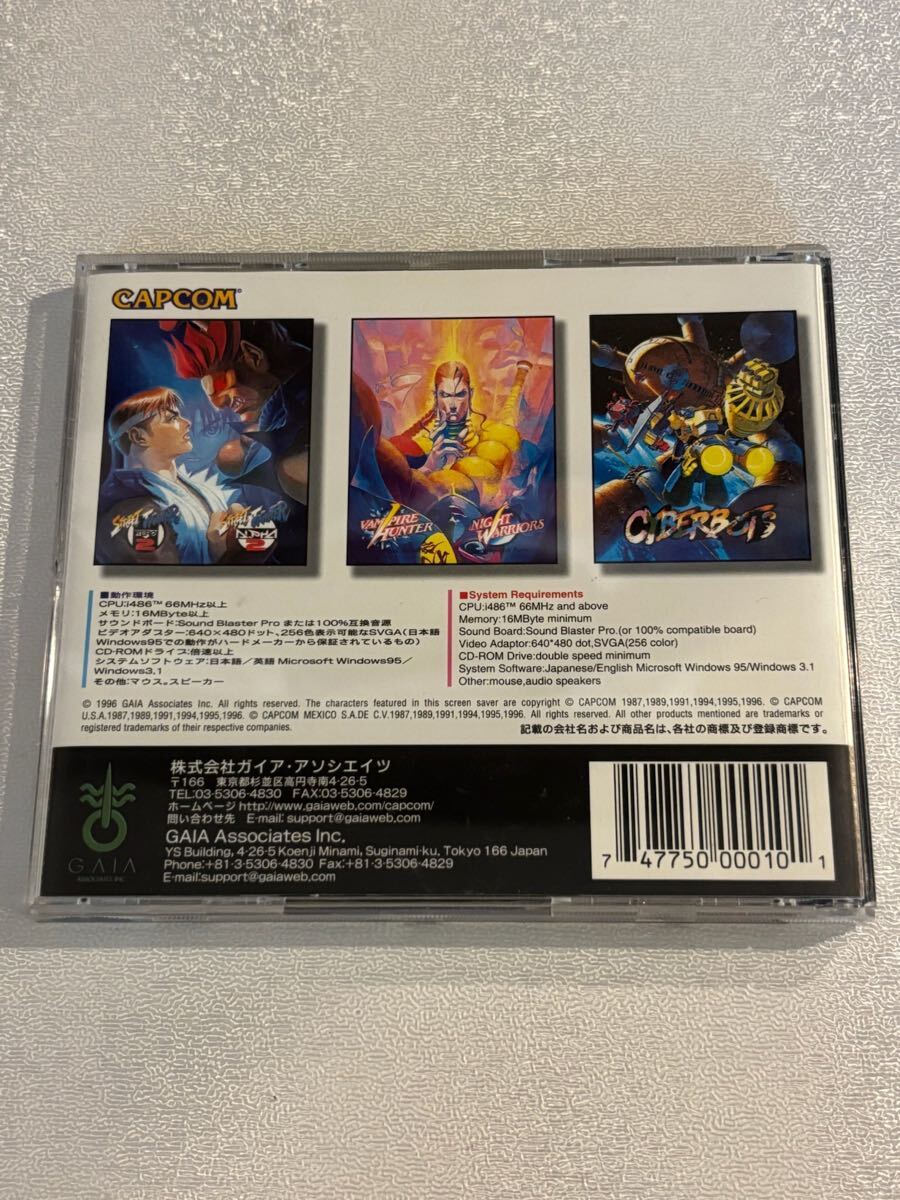 CAPCOM
STREET FIGHTER ZERO 2
STREET FIGHTER ALPHA 2
VAMPIRE HUNTER
NIGHT WARRIORS
CYBERBOTS
■動作環境
CPU:i486™ 66MHz以上
メモリ:16MByte以上
サウンドボード:Sound Blaster Pro または100%互換音源
ビデオアダプター:640×480ドット、256色表示可能なSVGA(日本語
Windows95での動作がハードメーカーから保証されているもの)
CD-ROMドライブ:倍速以上
システムソフトウェア:日本語/英語 Microsoft Windows95/
Windows3,1
その他:マウス。スピーカー
■System Requirements
CPU:i486™ 66MHz and above
Memory:16MByte minimum
Sound Board:Sound Blaster Pro.(or 100% compatible board)
Video Adaptor:640*480 dot,SVGA(256 color)
CD-ROM Drive:double speed minimum
System Software:Japanese/English Microsoft Windows 95/Windows 3.1
Other:mouse,audio speakers
© 1996 GAIA Associates Inc. All rights reserved. The characters featured in this screen saver are copyright © CAPCOM 1987,1989,1991,1994,1995,1996. © CAPCOM
U.S.A.1987,1989,1991,1994,1995,1996. © CAPCOM MEXICO S.A.DE C.V.1987,1989,1991,1994,1995,1996. All rights reserved. All other products mentioned are trademarks or
registered trademarks of their respective companies.
記載の会社名および商品名は、各社の商標及び登録商標です。
GAIA
ASSOCIATES INC.
株式会社ガイア・アソシエイツ
〒166 東京都杉並区高円寺南4-26-5
TEL:03-5306-4830 FAX:03-5306-4829
ホームページ http://www.gaiaweb.com/capcom/
問い合わせ先 E-mail: support@gaiaweb.com
GAIA Associates Inc.
YS Building, 4-26-5 Koenji Minami, Suginami-ku, Tokyo 166 Japan
Phone:+81-3-5306-4830 Fax:+81-3-5306-4829
E-mail:support@gaiaweb.com
7 47750 00010 1